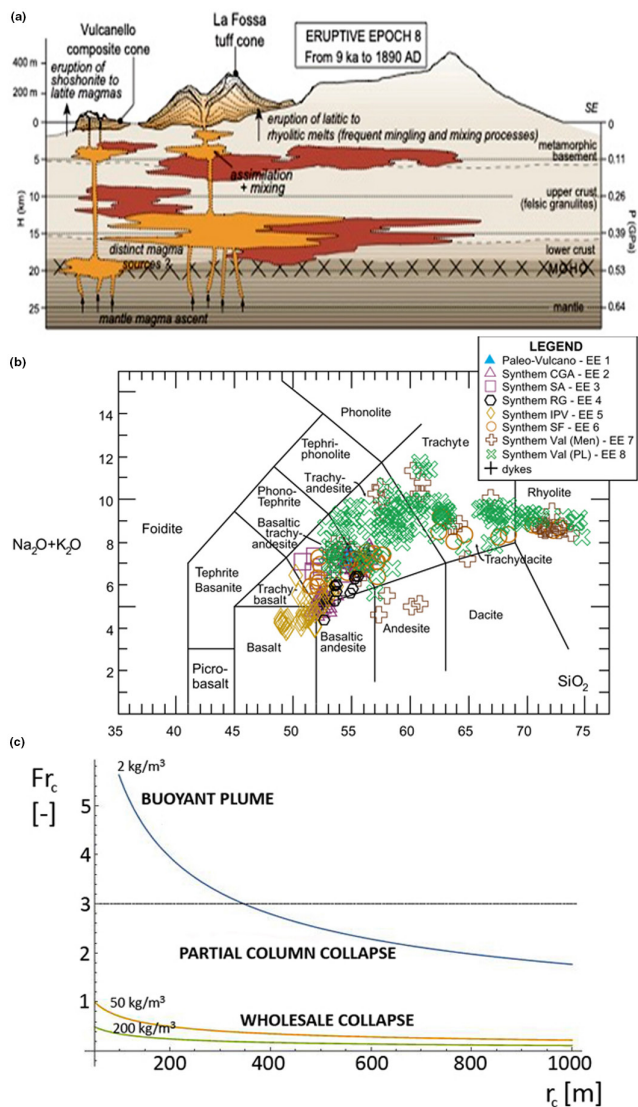 (a)
Vulcanello
composite cone
La Fossa
tuff cone
ERUPTIVE EPOCH 8
From 9 ka to 1890 AD
400 m
200 m
0
5
10
15
20
25
H (km)
eruption of
shoshonite to
latite magmas
eruption of latitic to
rhyolitic melts (frequent mingling and mixing processes)
assimilation
+ mixing
distinct magma
sources ?
mantle magma ascent
SE
400 m
200 m
metamorphic
basement
upper crust
(felsic granulites)
lower crust
MOHO
mantle
0
0.11
0.26
0.39
0.53
0.64
P (GPa)
(b)
LEGEND
Paleo-Vulcano - EE 1
Synthem CGA - EE 2
Synthem SA - EE 3
Synthem RG - EE 4
Synthem IPV - EE 5
Synthem SF - EE 6
Synthem Val (Men) - EE 7
Synthem Val (PL) - EE 8
dykes
Na2O+K2O
14
12
10
8
6
4
2
Foidite
Phonolite
Tephri-
phonolite
Trachyte
Phono-
Tephrite
Trachy-
andesite
Rhyolite
Basaltic
trachy-
andesite
Tephrite
Basanite
Trachy-
basalt
Trachydacite
Basalt
Basaltic
andesite
Andesite
Dacite
Picro-
basalt
SiO2
35 40 45 50 55 60 65 70 75
(c)
Frc
[-]
5
4
3
2
1
2 kg/m³
BUOYANT PLUME
PARTIAL COLUMN COLLAPSE
50 kg/m³
WHOLESALE COLLAPSE
200 kg/m³
200 400 600 800 1000
rc [m]